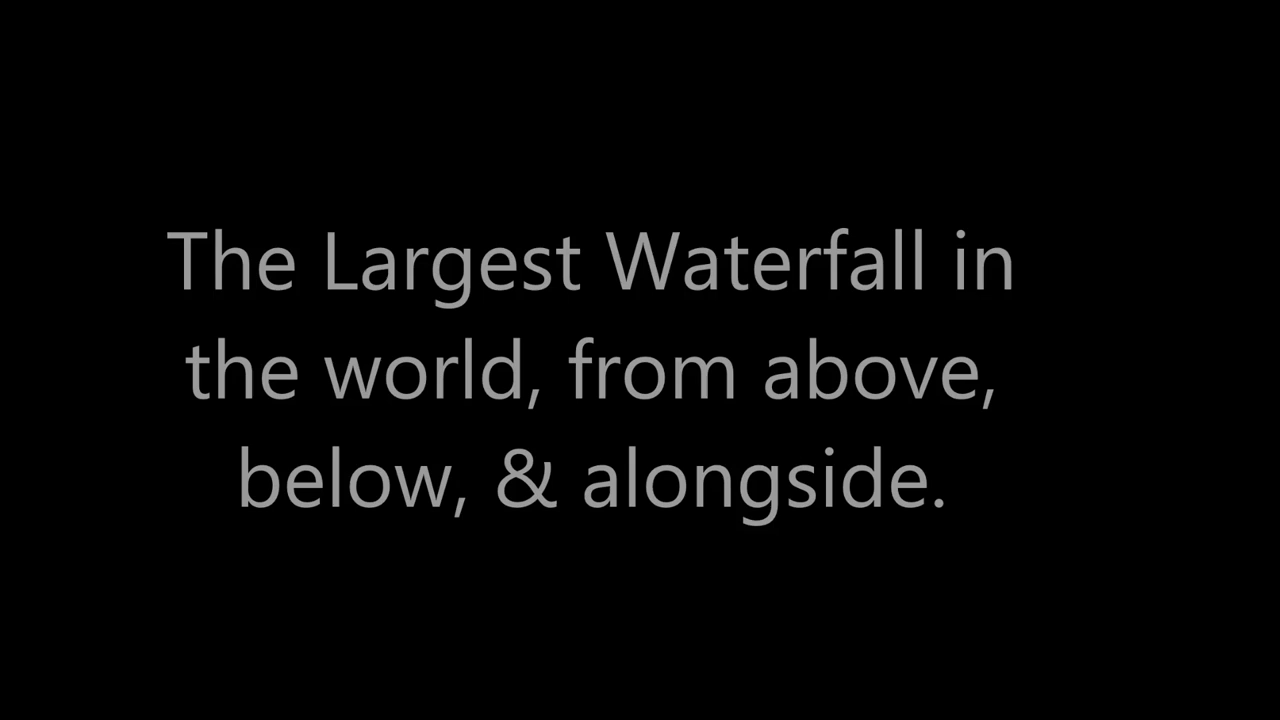 The Largest Waterfall in
the world, from above,
below, & alongside.